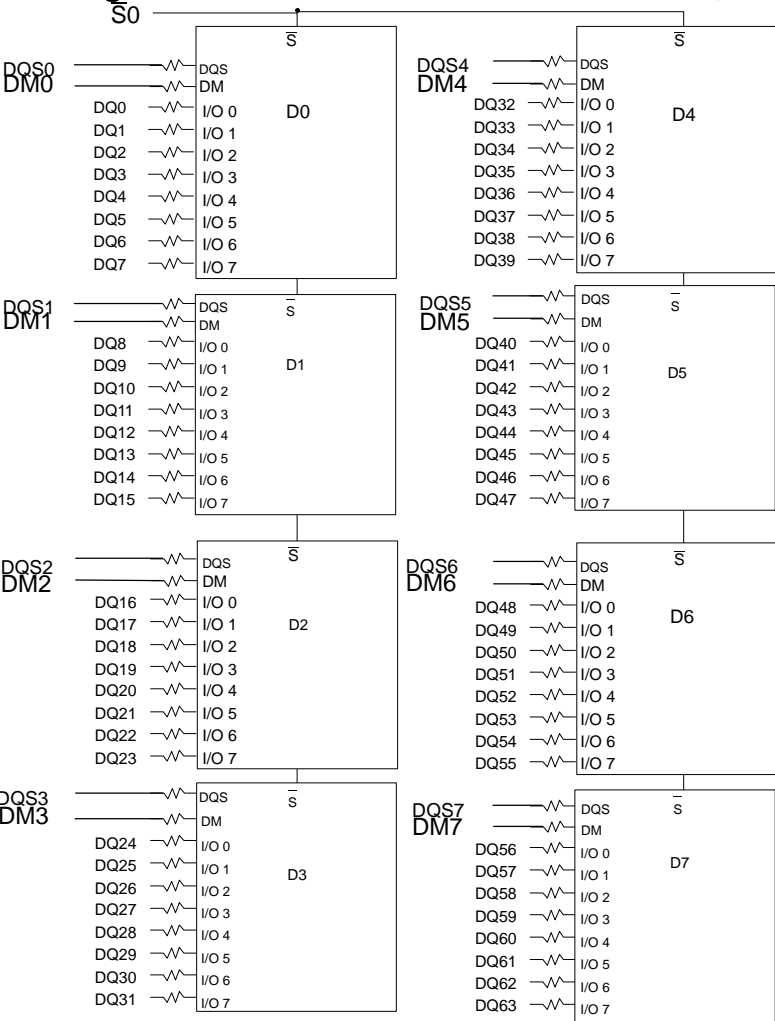 S0
S
DQS0 DQS
DM0 DM
DQ0 I/O 0 D0
DQ1 I/O 1
DQ2 I/O 2
DQ3 I/O 3
DQ4 I/O 4
DQ5 I/O 5
DQ6 I/O 6
DQ7 I/O 7
S
DQS1 DQS
DM1 DM
DQ8 I/O 0
DQ9 I/O 1 D1
DQ10 I/O 2
DQ11 I/O 3
DQ12 I/O 4
DQ13 I/O 5
DQ14 I/O 6
DQ15 I/O 7
S
DQS2 DQS
DM2 DM
DQ16 I/O 0
DQ17 I/O 1 D2
DQ18 I/O 2
DQ19 I/O 3
DQ20 I/O 4
DQ21 I/O 5
DQ22 I/O 6
DQ23 I/O 7
S
DQS3 DQS
DM3 DM
DQ24 I/O 0
DQ25 I/O 1 D3
DQ26 I/O 2
DQ27 I/O 3
DQ28 I/O 4
DQ29 I/O 5
DQ30 I/O 6
DQ31 I/O 7
S
DQS4 DQS
DM4 DM
DQ32 I/O 0 D4
DQ33 I/O 1
DQ34 I/O 2
DQ35 I/O 3
DQ36 I/O 4
DQ37 I/O 5
DQ38 I/O 6
DQ39 I/O 7
S
DQS5 DQS
DM5 DM
DQ40 I/O 0
DQ41 I/O 1 D5
DQ42 I/O 2
DQ43 I/O 3
DQ44 I/O 4
DQ45 I/O 5
DQ46 I/O 6
DQ47 I/O 7
S
DQS6 DQS
DM6 DM
DQ48 I/O 0 D6
DQ49 I/O 1
DQ50 I/O 2
DQ51 I/O 3
DQ52 I/O 4
DQ53 I/O 5
DQ54 I/O 6
DQ55 I/O 7
S
DQS7 DQS
DM7 DM
DQ56 I/O 0 D7
DQ57 I/O 1
DQ58 I/O 2
DQ59 I/O 3
DQ60 I/O 4
DQ61 I/O 5
DQ62 I/O 6
DQ63 I/O 7